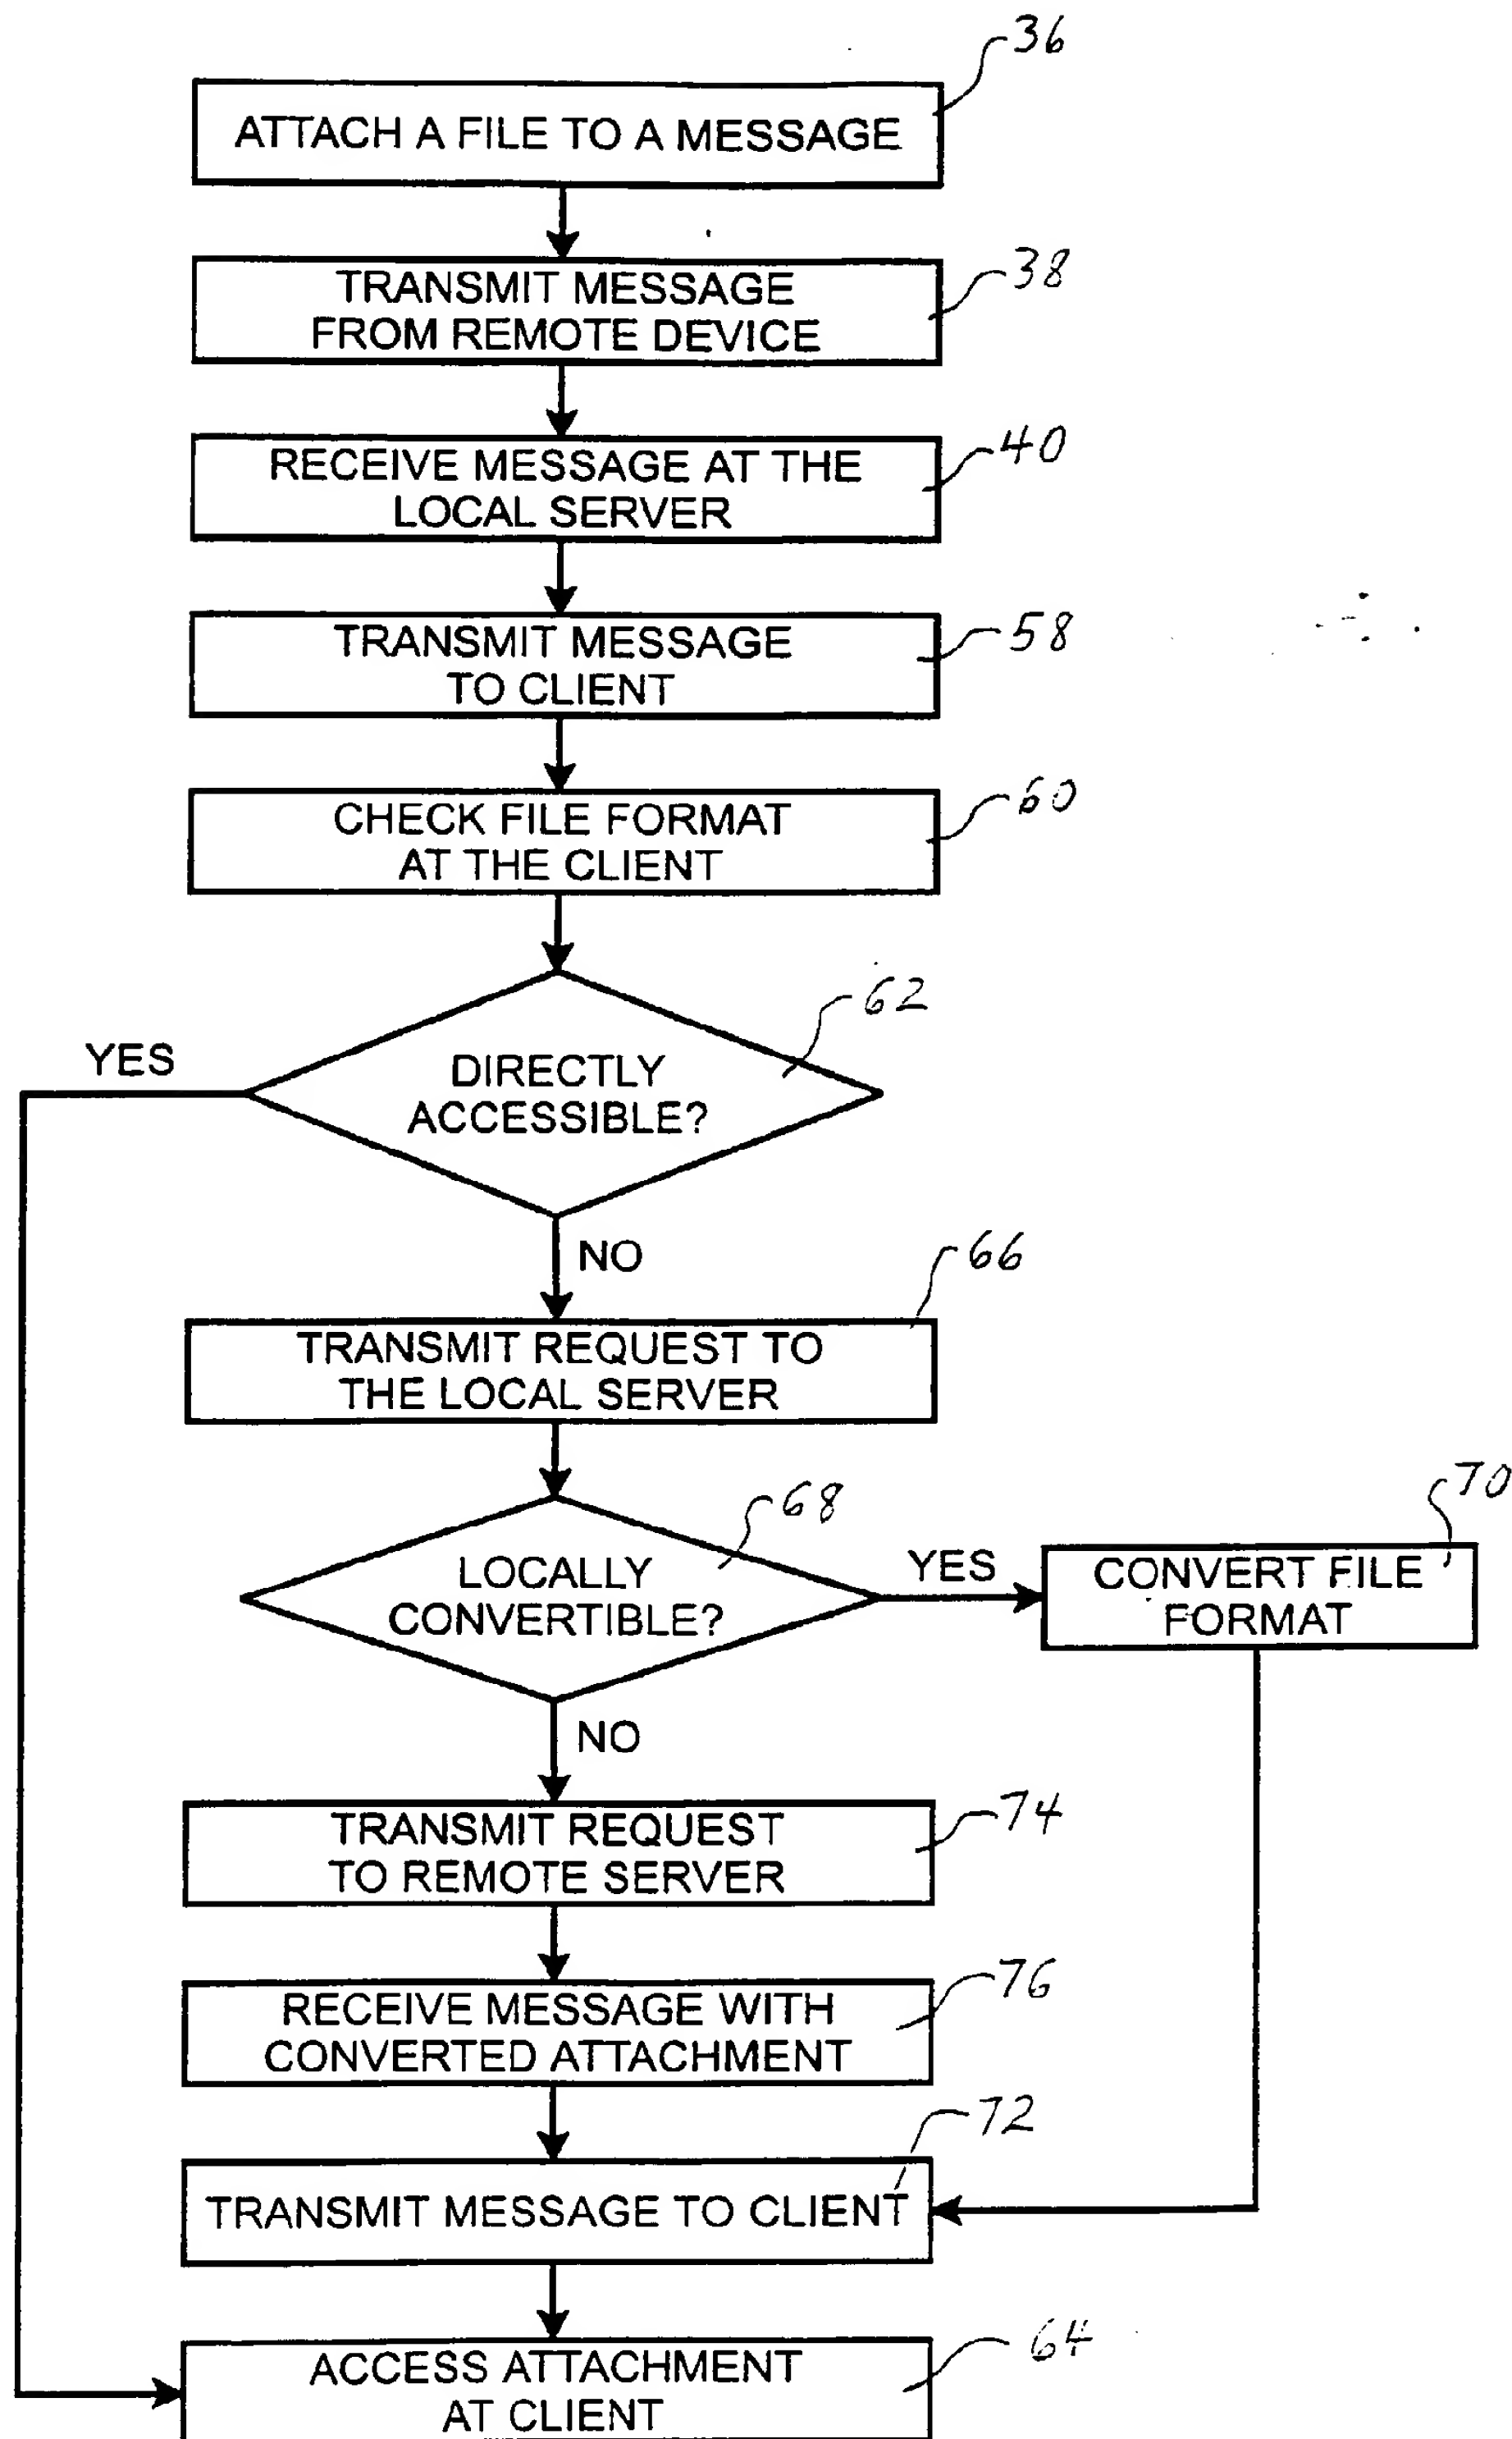 36
ATTACH A FILE TO A MESSAGE
38
TRANSMIT MESSAGE
FROM REMOTE DEVICE
40
RECEIVE MESSAGE AT THE
LOCAL SERVER
58
TRANSMIT MESSAGE
TO CLIENT
60
CHECK FILE FORMAT
AT THE CLIENT
62
YES
DIRECTLY
ACCESSIBLE?
NO
66
TRANSMIT REQUEST TO
THE LOCAL SERVER
68
70
LOCALLY
CONVERTIBLE?
YES
CONVERT FILE
FORMAT
NO
74
TRANSMIT REQUEST
TO REMOTE SERVER
76
RECEIVE MESSAGE WITH
CONVERTED ATTACHMENT
72
TRANSMIT MESSAGE TO CLIENT
64
ACCESS ATTACHMENT
AT CLIENT